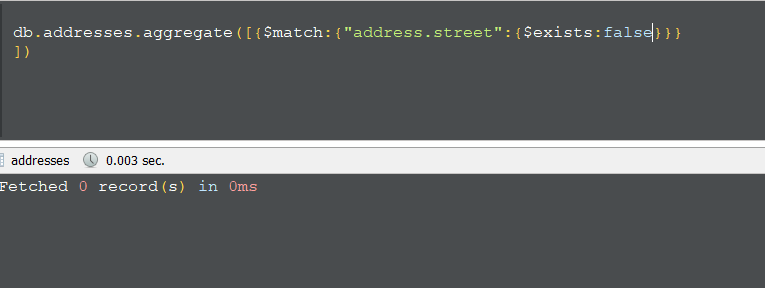 db.addresses.aggregate([{$match:{"address.street":{$exists:false}}}
])
addresses 0.003 sec.
Fetched 0 record(s) in 0ms